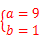 {a = 9
b = 1